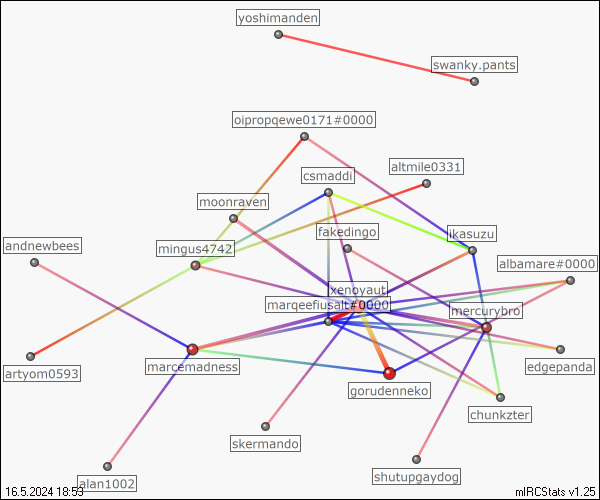 yoshimanden
swanky.pants
oipropqewe0171#0000
altmile0331
csmaddi
moonraven
fakedingo
ikasuzu
andnewbees
mingus4742
albamare#0000
xenoyaut
marqeefiusalt#0000
mercurybro
artyom0593
marcemadness
edgepanda
gorudenneko
chunkzter
skermando
shutupgaydog
alan1002
16.5.2024 18:53
mIRCStats v1.25